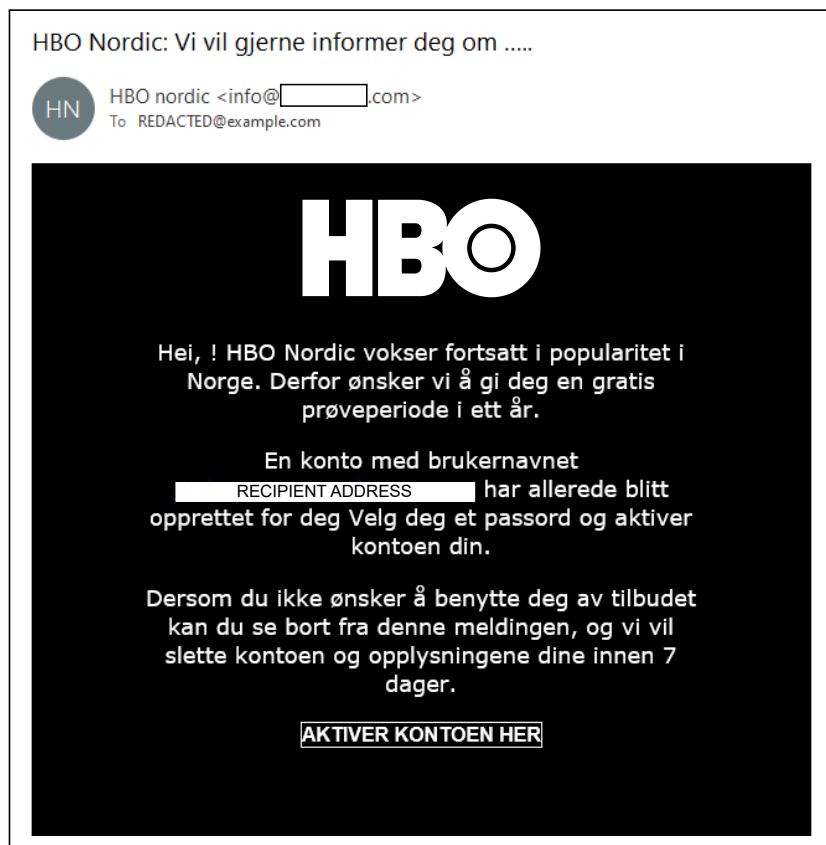 HBO Nordic: Vi vil gjerne informer deg om .....
HN
HBO nordic <info@ .com>
To REDACTED@example.com
HBO
Hei, ! HBO Nordic vokser fortsatt i popularitet i
Norge. Derfor ønsker vi å gi deg en gratis
prøveperiode i ett år.
En konto med brukernavnet
RECIPIENT ADDRESS har allerede blitt
opprettet for deg Velg deg et passord og aktiver
kontoen din.
Dersom du ikke ønsker å benytte deg av tilbudet
kan du se bort fra denne meldingen, og vi vil
slette kontoen og opplysningene dine innen 7
dager.
AKTIVER KONTOEN HER